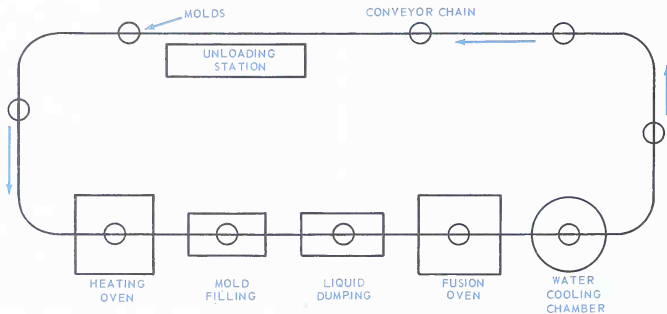 MOLDS
CONVEYOR CHAIN
UNLOADING
STATION
HEATING
OVEN
MOLD
FILLING
LIQUID
DUMPING
FUSION
OVEN
WATER
COOLING
CHAMBER